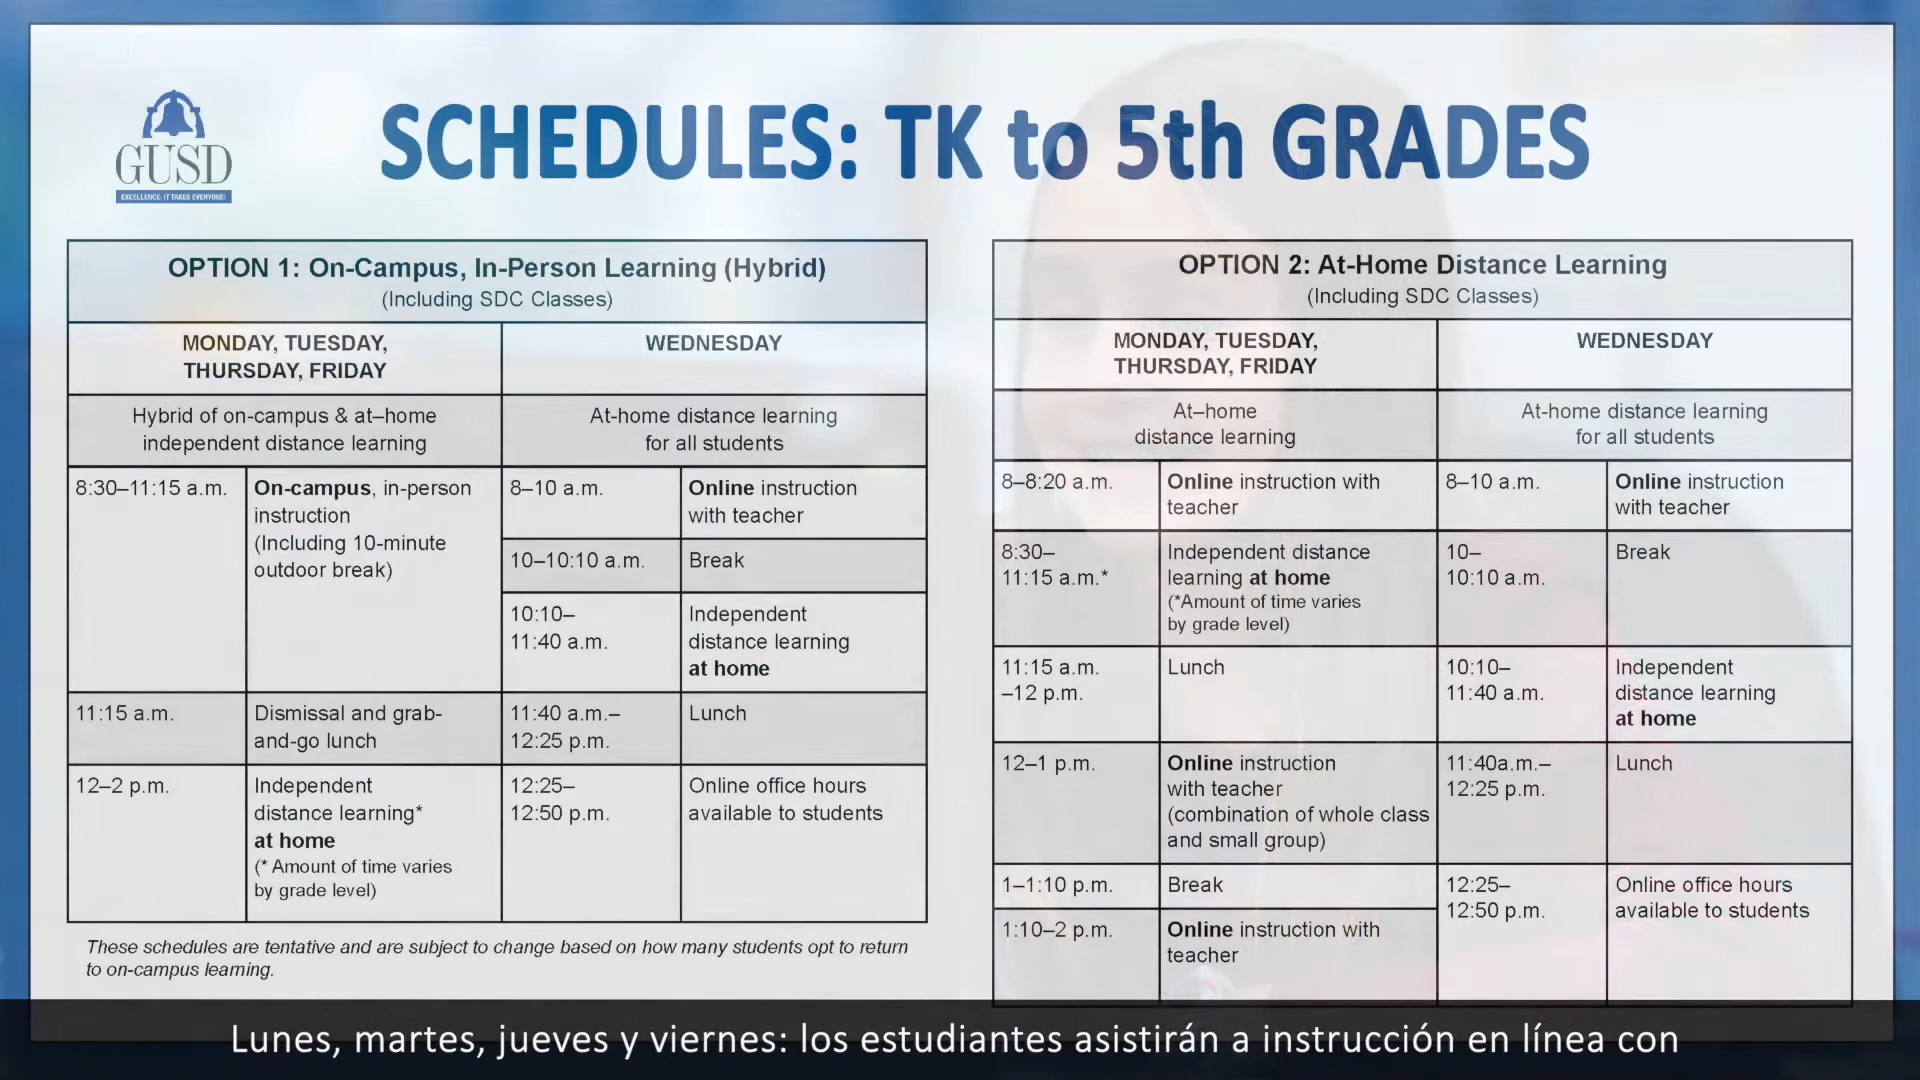 GUSD
EXCELLENCE: IT TAKES EVERYONE!
SCHEDULES: TK to 5th GRADES
OPTION 1: On-Campus, In-Person Learning (Hybrid)
(Including SDC Classes)
MONDAY, TUESDAY,
THURSDAY, FRIDAY
WEDNESDAY
Hybrid of on-campus & at–home
independent distance learning
At-home distance learning
for all students
8:30–11:15 a.m.
On-campus, in-person
instruction
(Including 10-minute
outdoor break)
8–10 a.m.
Online instruction
with teacher
10–10:10 a.m.
Break
10:10–
11:40 a.m.
Independent
distance learning
at home
11:15 a.m.
Dismissal and grab-
and-go lunch
11:40 a.m.–
12:25 p.m.
Lunch
12–2 p.m.
Independent
distance learning*
at home
(* Amount of time varies
by grade level)
12:25–
12:50 p.m.
Online office hours
available to students
These schedules are tentative and are subject to change based on how many students opt to return
to on-campus learning.
OPTION 2: At-Home Distance Learning
(Including SDC Classes)
MONDAY, TUESDAY,
THURSDAY, FRIDAY
WEDNESDAY
At–home
distance learning
At-home distance learning
for all students
8–8:20 a.m.
Online instruction with
teacher
8–10 a.m.
Online instruction
with teacher
8:30–
11:15 a.m.*
Independent distance
learning at home
(*Amount of time varies
by grade level)
10–
10:10 a.m.
Break
11:15 a.m.
–12 p.m.
Lunch
10:10–
11:40 a.m.
Independent
distance learning
at home
12–1 p.m.
Online instruction
with teacher
(combination of whole class
and small group)
11:40a.m.–
12:25 p.m.
Lunch
1–1:10 p.m.
Break
12:25–
12:50 p.m.
Online office hours
available to students
1:10–2 p.m.
Online instruction with
teacher
Lunes, martes, jueves y viernes: los estudiantes asistirán a instrucción en línea con